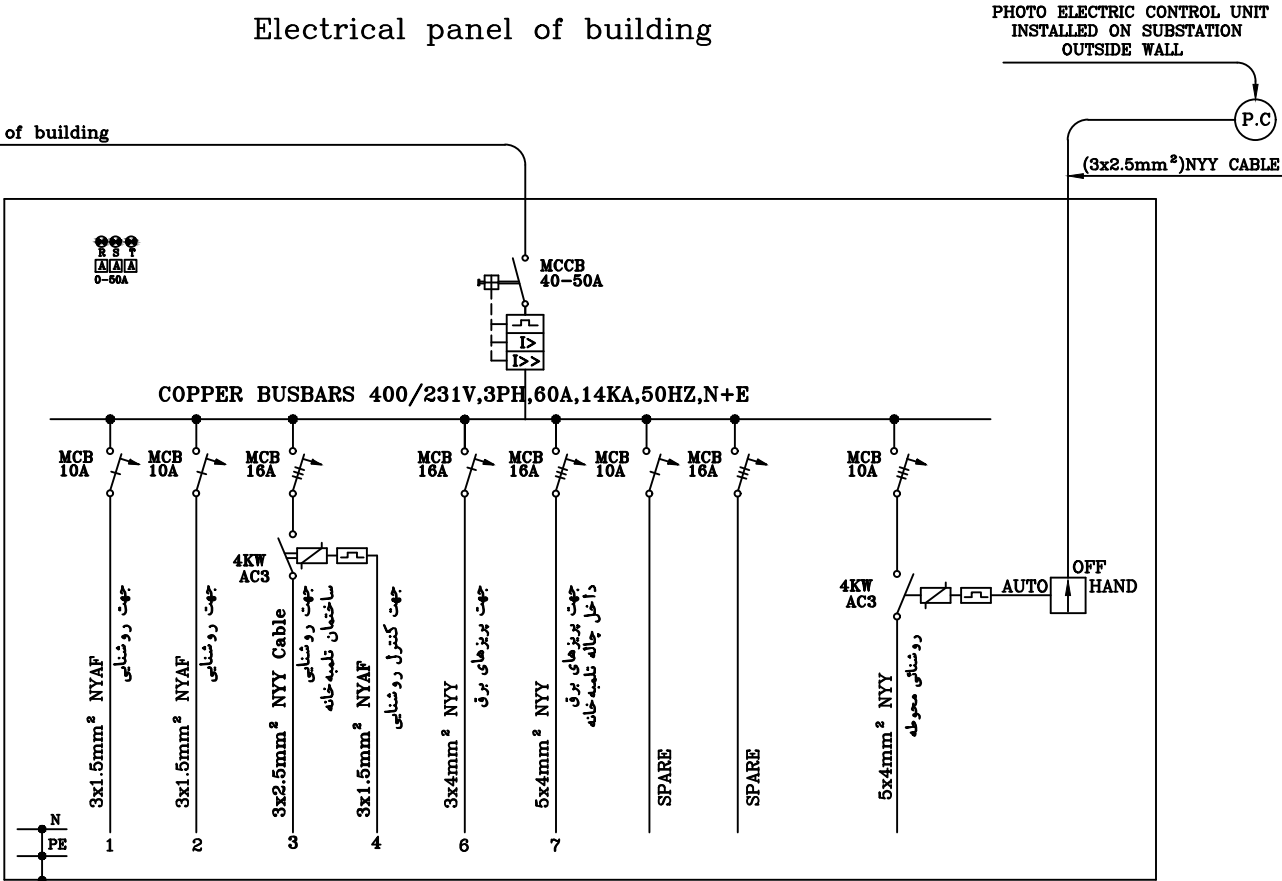 Electrical panel of building
PHOTO ELECTRIC CONTROL UNIT
INSTALLED ON SUBSTATION
OUTSIDE WALL
P.C
of building
(3x2.5mm²)NYY CABLE
R S T
A A A
0-50A
MCCB
40-50A
I>
I>>
COPPER BUSBARS 400/231V,3PH,60A,14KA,50HZ,N+E
MCB
10A
MCB
10A
MCB
16A
MCB
16A
MCB
16A
MCB
10A
MCB
16A
MCB
10A
4KW
AC3
4KW
AC3
AUTO
OFF
HAND
3x1.5mm² NYAF
جهت روشنایی
3x1.5mm² NYAF
جهت روشنایی
3x2.5mm² NYY Cable
جهت روشنایی
ساختمان تلمبه خانه
3x1.5mm² NYAF
جهت کنترل روشنایی
3x4mm² NYY
جهت پریزهای برق
5x4mm² NYY
جهت پریزهای برق
داخل چاله تلمبه خانه
SPARE
SPARE
5x4mm² NYY
روشنائی محوطه
N
PE
1
2
3
4
6
7